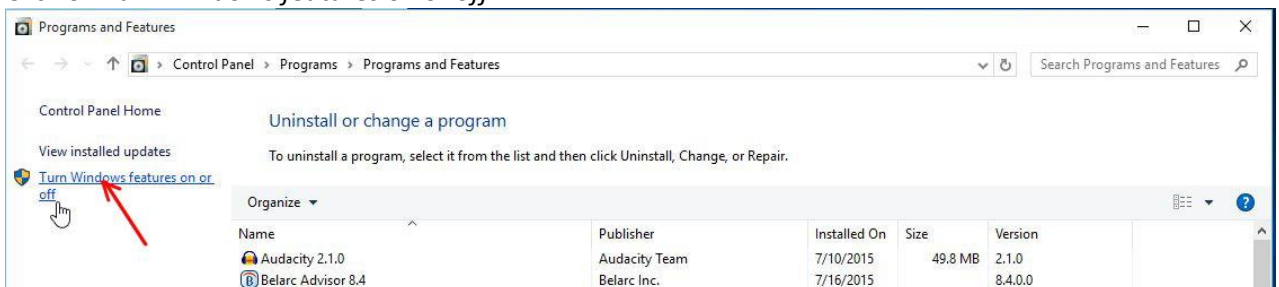 Programs and Features
Control Panel > Programs > Programs and Features
Search Programs and Features
Control Panel Home
Uninstall or change a program
View installed updates
To uninstall a program, select it from the list and then click Uninstall, Change, or Repair.
Turn Windows features on or
off
Organize
Name Publisher Installed On Size Version
Audacity 2.1.0 Audacity Team 7/10/2015 49.8 MB 2.1.0
Belarc Advisor 8.4 Belarc Inc. 7/16/2015 8.4.0.0